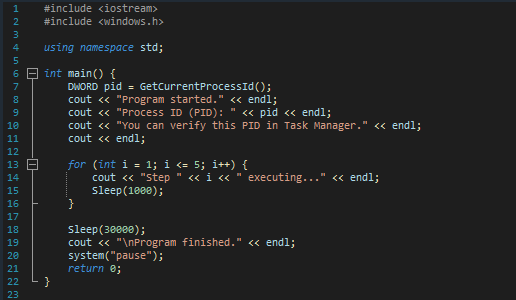 1 #include <iostream>
2 #include <windows.h>
3
4 using namespace std;
5
6 int main() {
7 DWORD pid = GetCurrentProcessId();
8 cout << "Program started." << endl;
9 cout << "Process ID (PID): " << pid << endl;
10 cout << "You can verify this PID in Task Manager." << endl;
11 cout << endl;
12
13 for (int i = 1; i <= 5; i++) {
14 cout << "Step " << i << " executing..." << endl;
15 Sleep(1000);
16 }
17
18 Sleep(30000);
19 cout << "\nProgram finished." << endl;
20 system("pause");
21 return 0;
22 }
23